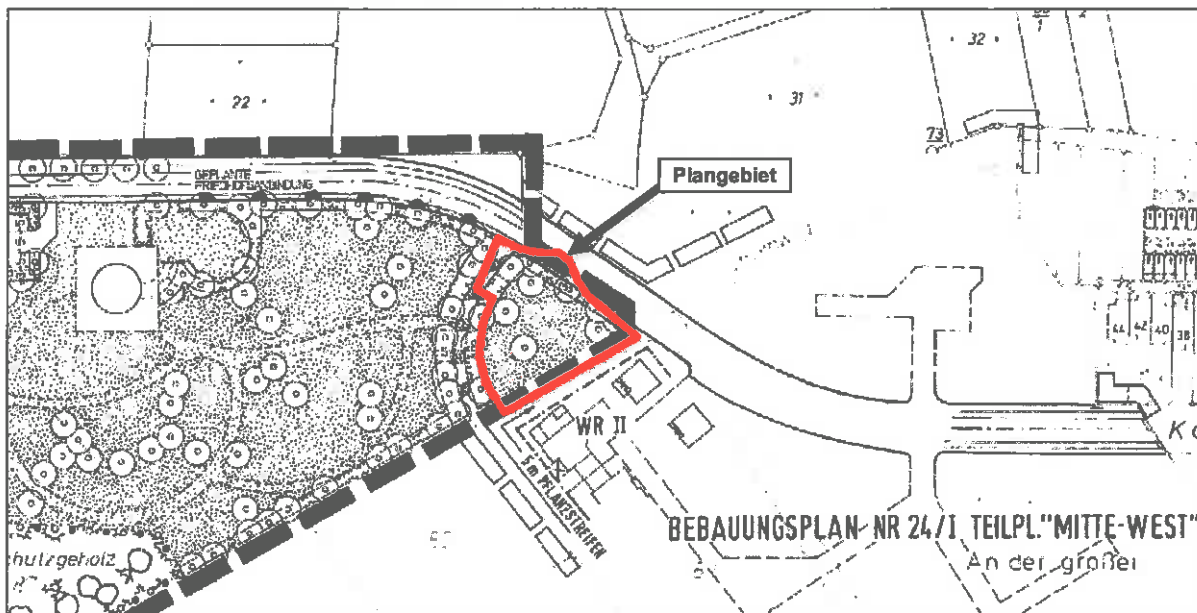 32
22
31
73
GEPLANTE
FRIEDHOFSANBINDUNG
Plangebiet
44
42
40
38
WR II
5 m PFLANZSTREIFEN
BEBAUUNGSPLAN NR 24/I TEILPL."MITTE-WEST"
An der großen
chutzgeholz